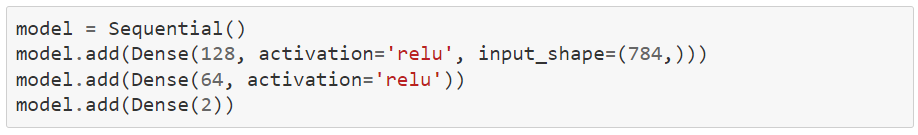 model = Sequential()
model.add(Dense(128, activation='relu', input_shape=(784,)))
model.add(Dense(64, activation='relu'))
model.add(Dense(2))